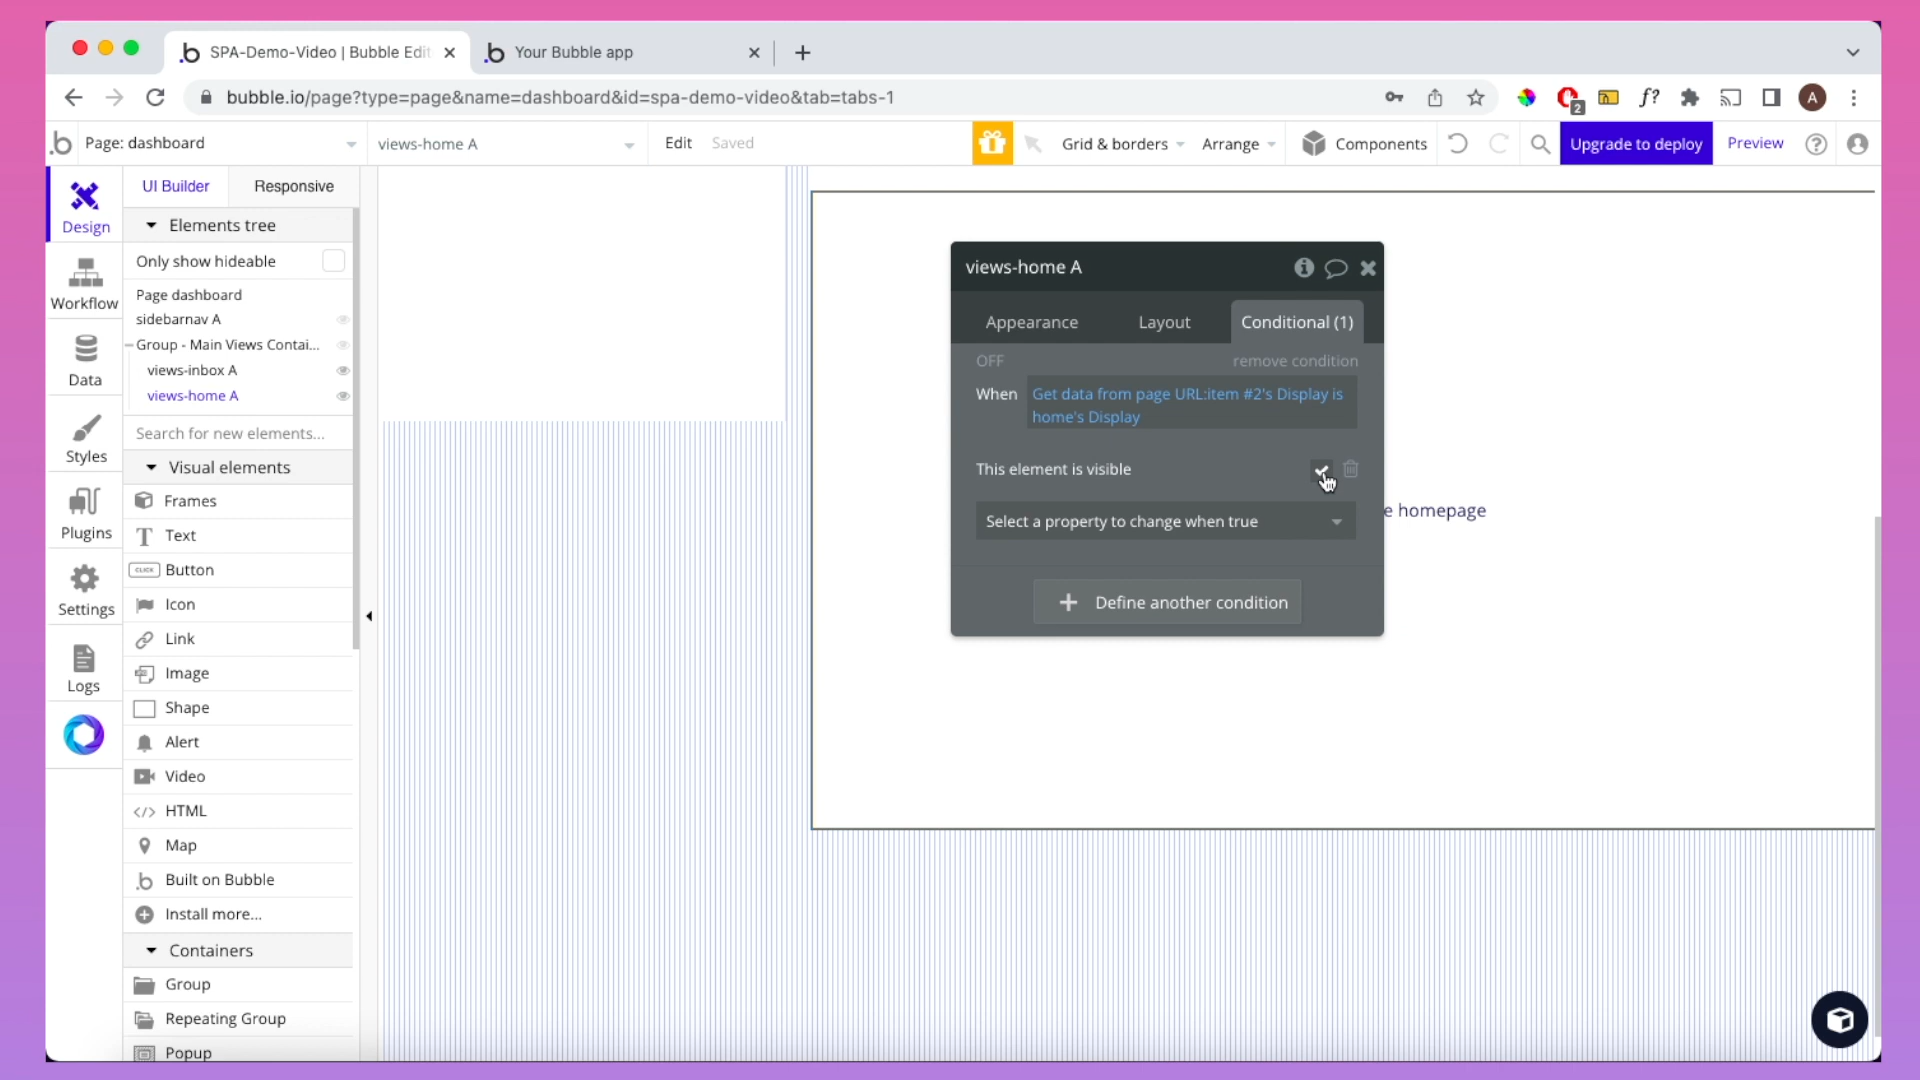 SPA-Demo-Video | Bubble Edit
Your Bubble app
bubble.io/page?type=page&name=dashboard&id=spa-demo-video&tab=tabs-1
f?
2
A
Page: dashboard
views-home A
Edit
Saved
Grid & borders
Arrange
Components
Upgrade to deploy
Preview
Design
Workflow
Data
Styles
Plugins
Settings
Logs
UI Builder
Responsive
Elements tree
Only show hideable
Page dashboard
sidebarnav A
Group - Main Views Contai...
views-inbox A
views-home A
Search for new elements...
Visual elements
Frames
Text
CLICK
Button
Icon
Link
Image
Shape
Alert
Video
HTML
Map
Built on Bubble
Install more...
Containers
Group
Repeating Group
Popup
views-home A
Appearance
Layout
Conditional (1)
OFF
remove condition
When
Get data from page URL:item #2's Display is
home's Display
This element is visible
Select a property to change when true
Define another condition
e homepage